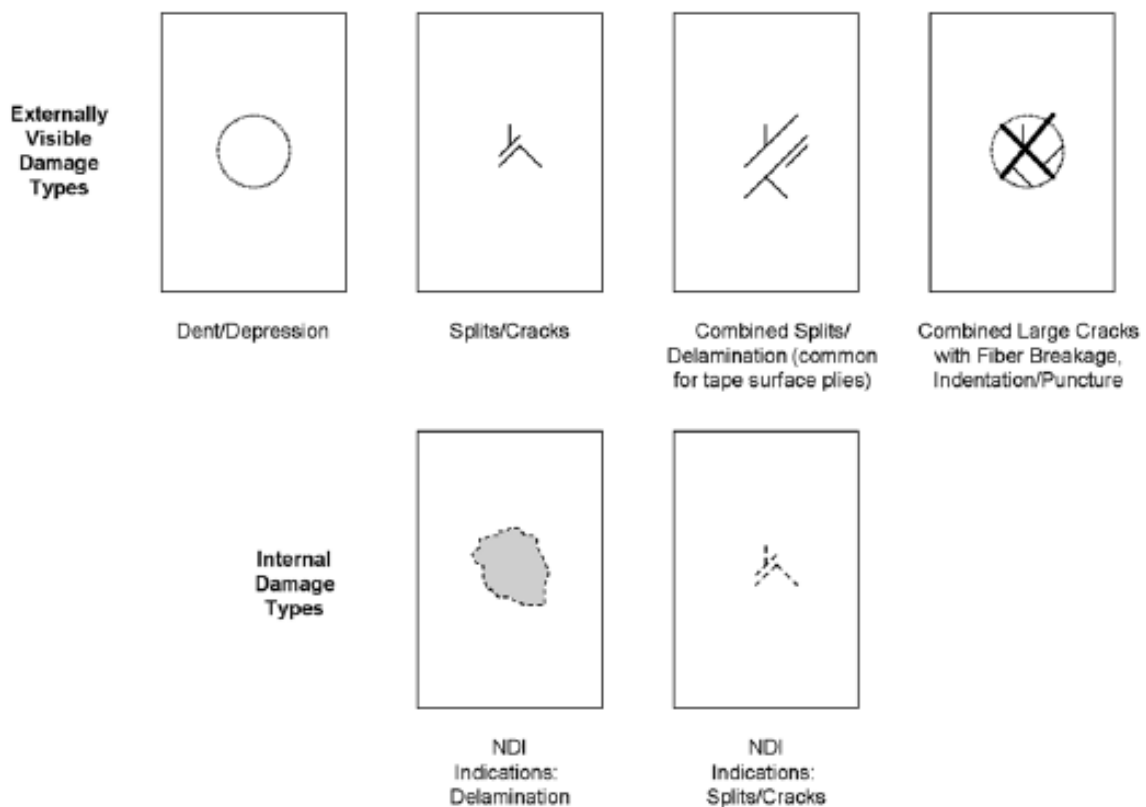 Externally
Visible
Damage
Types
Dent/Depression
Splits/Cracks
Combined Splits/
Delamination (common
for tape surface plies)
Combined Large Cracks
with Fiber Breakage,
Indentation/Puncture
Internal
Damage
Types
NDI
Indications:
Delamination
NDI
Indications:
Splits/Cracks